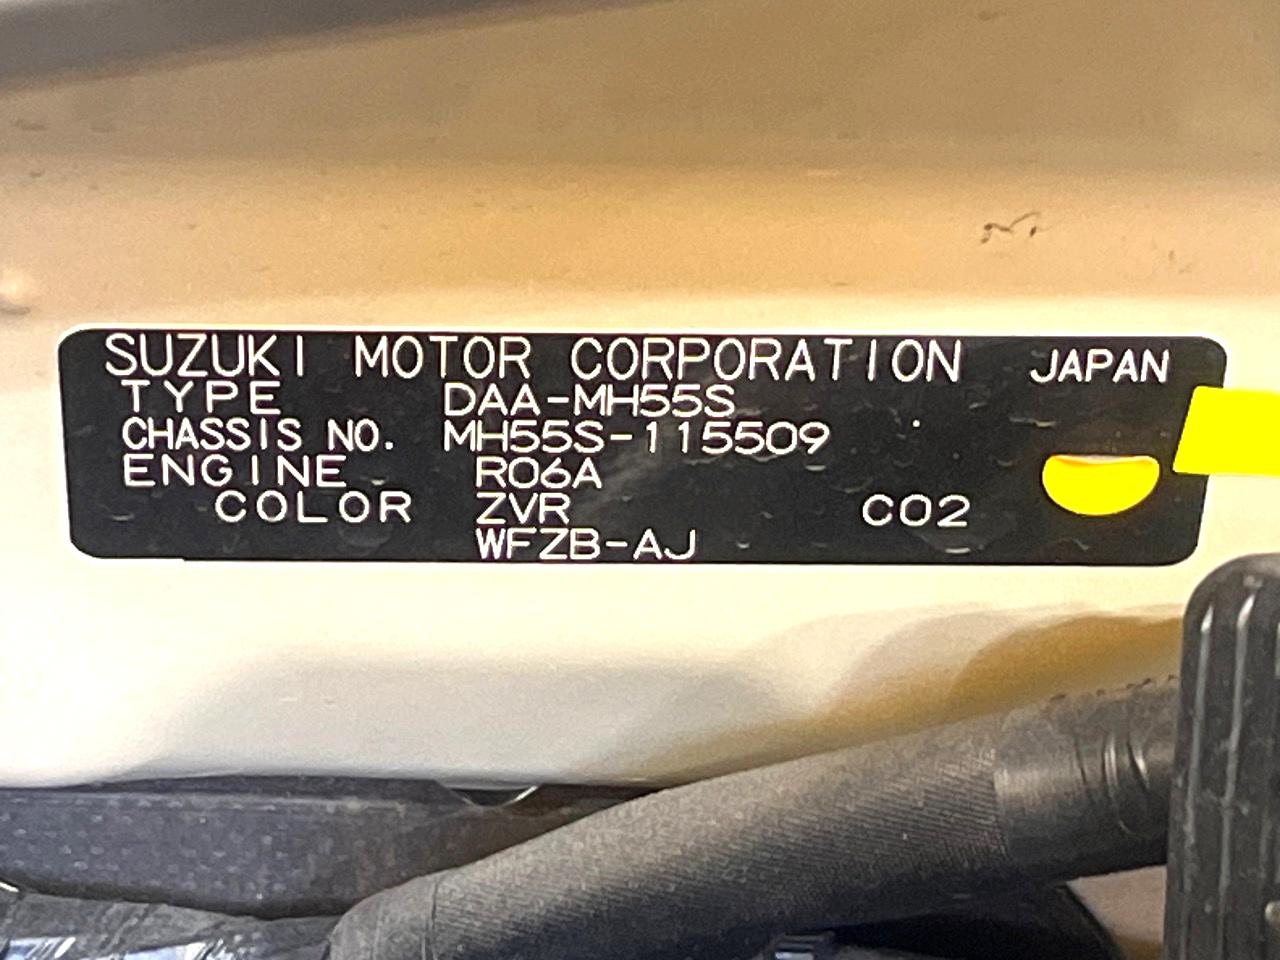 SUZUKI MOTOR CORPORATION JAPAN
TYPE DAA-MH55S
CHASSIS NO. MH55S-115509
ENGINE R06A
COLOR ZVR C02
WFZB-AJ